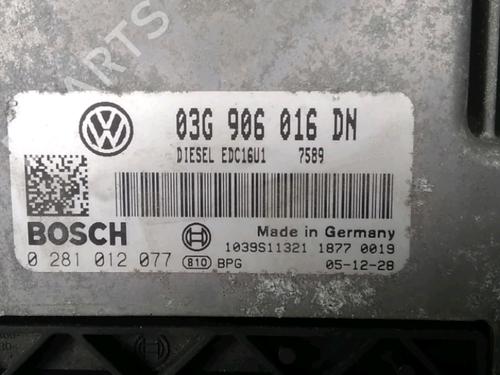 PARTS
03G 906 016 DN
DIESEL EDC16U1 7589
BOSCH
Made in Germany
1039S11321 1877 0019
0 281 012 077 810 BPG 05-12-28